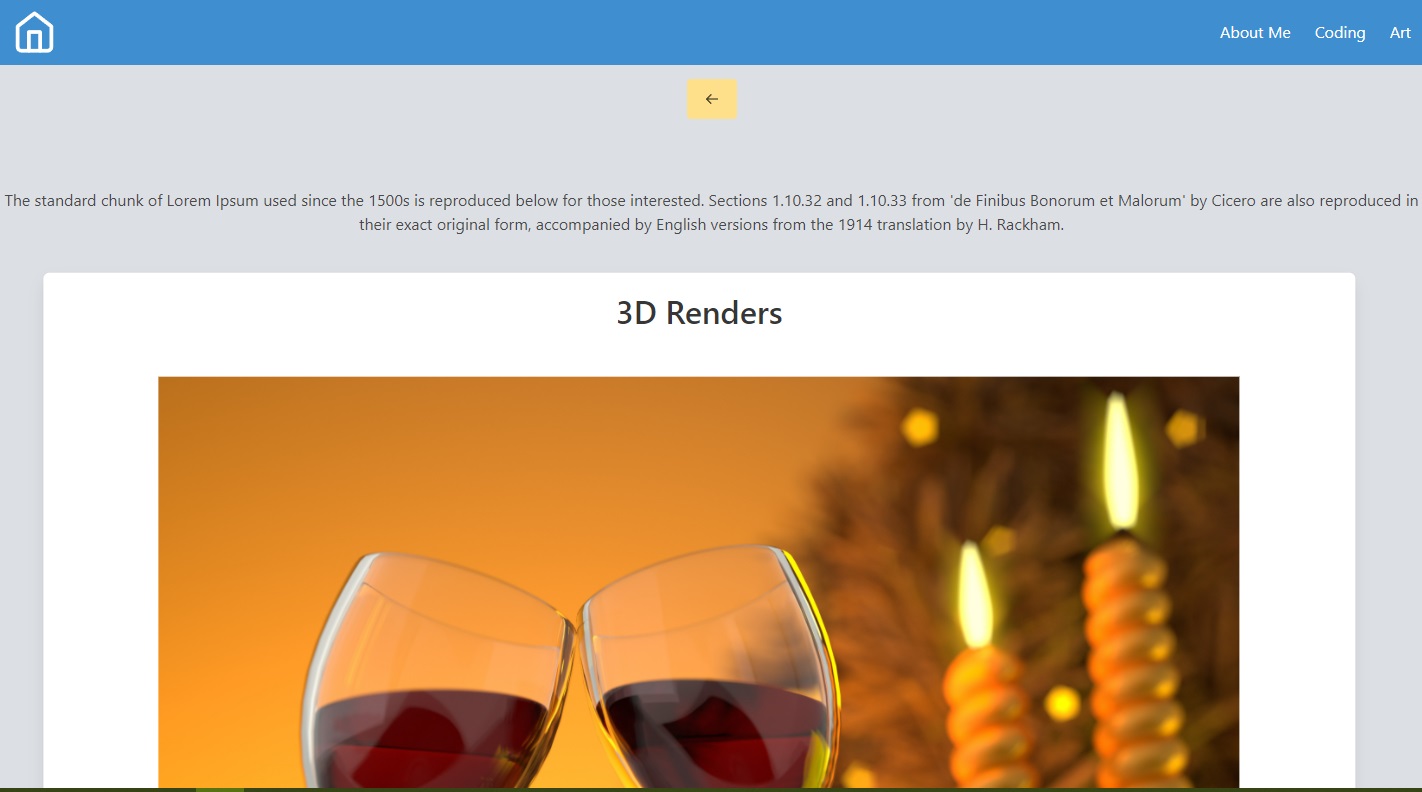 About Me Coding Art
←
The standard chunk of Lorem Ipsum used since the 1500s is reproduced below for those interested. Sections 1.10.32 and 1.10.33 from 'de Finibus Bonorum et Malorum' by Cicero are also reproduced in
their exact original form, accompanied by English versions from the 1914 translation by H. Rackham.
3D Renders